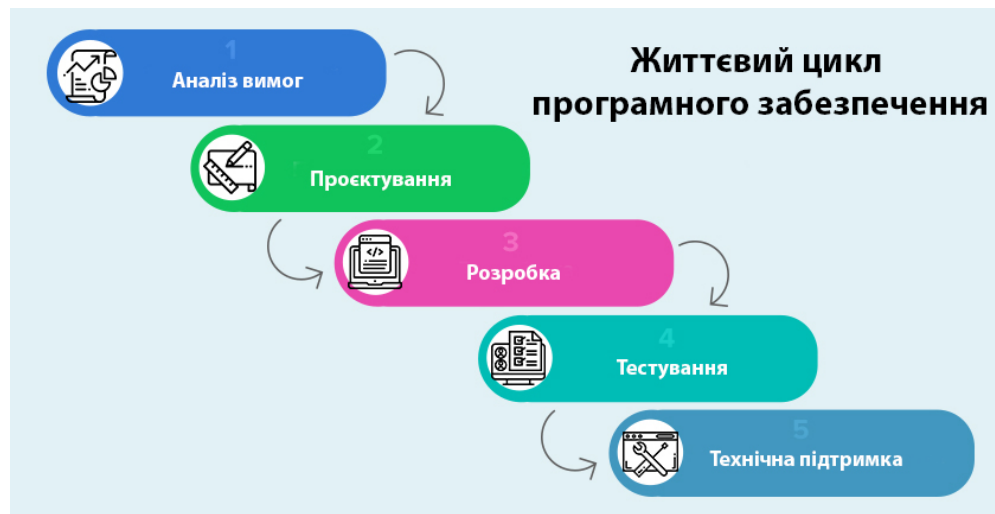 Життєвий цикл
програмного забезпечення
1
Аналіз вимог
2
Проєктування
3
Розробка
4
Тестування
5
Технічна підтримка